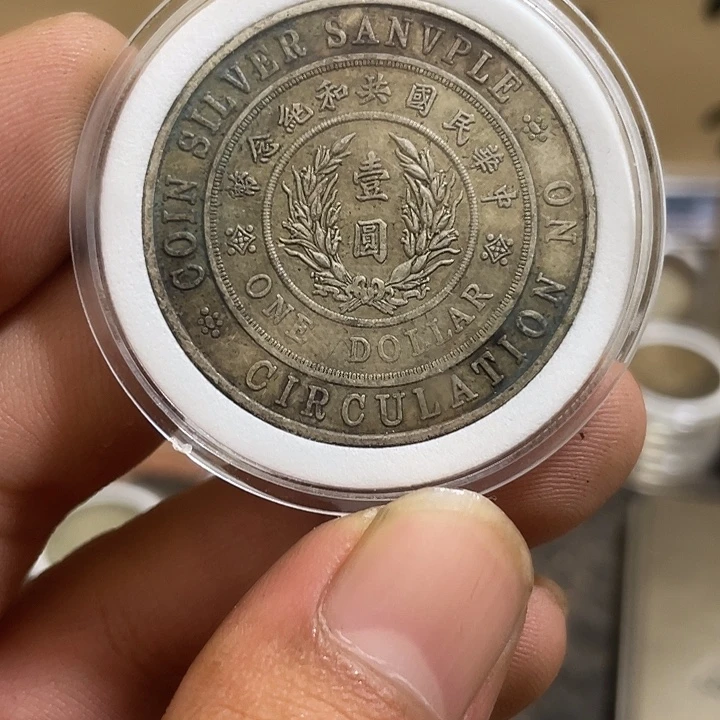 COIN SILVER SANVPLE
CIRCULATION ON
中華民國共和紀念幣
壹圓
ONE DOLLAR